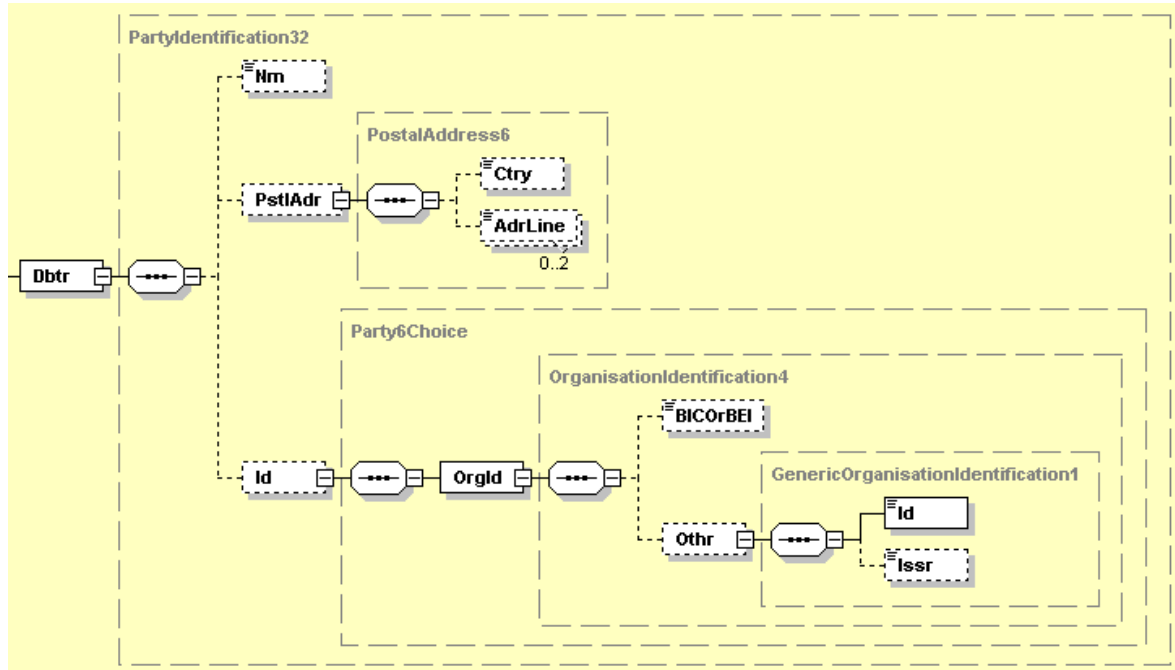 PartyIdentification32
Nm
PostalAddress6
Ctry
PstlAdr
AdrLine
0..2
Dbtr
Party6Choice
OrganisationIdentification4
BICOrBEI
GenericOrganisationIdentification1
Id
OrgId
Id
Othr
Issr